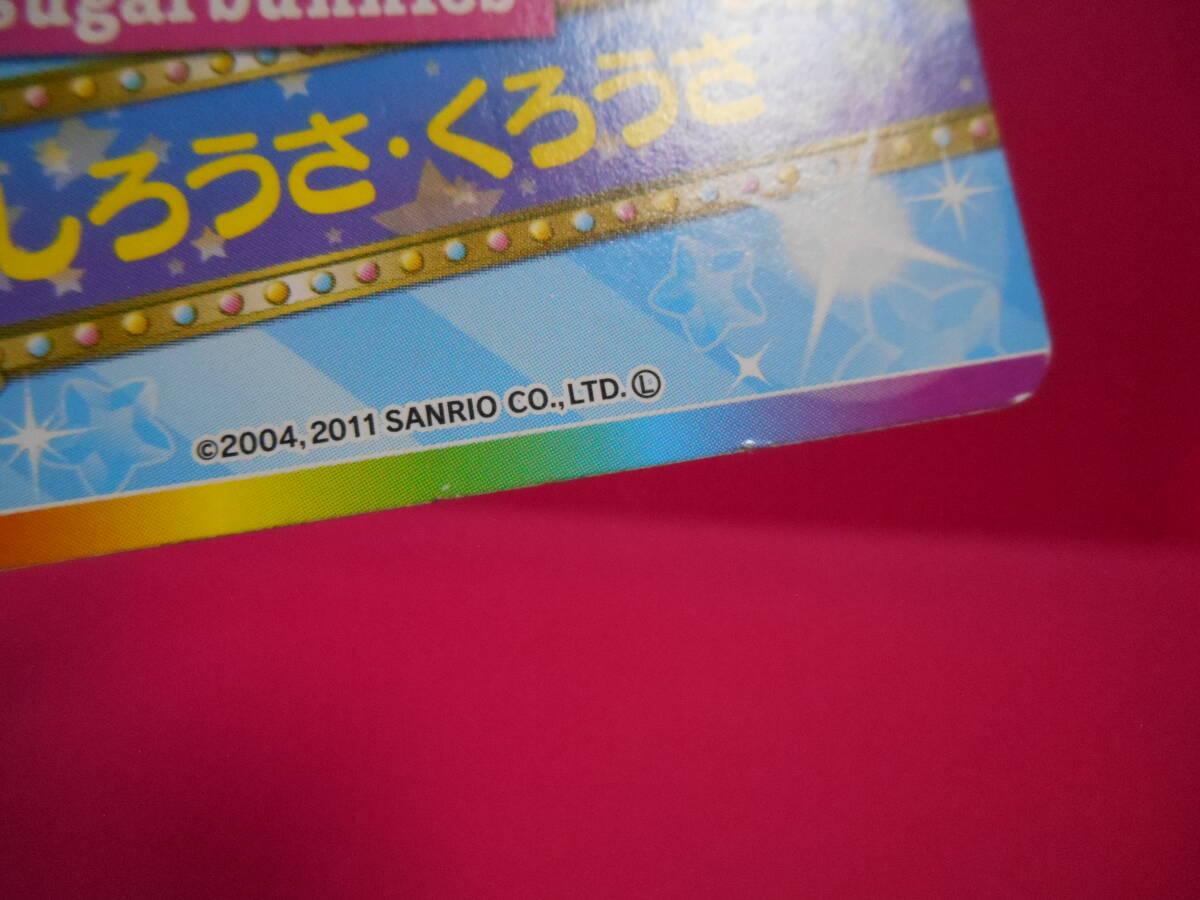 sugarbunnies
しろうさ・くろうさ
©2004, 2011 SANRIO CO., LTD. Ⓛ